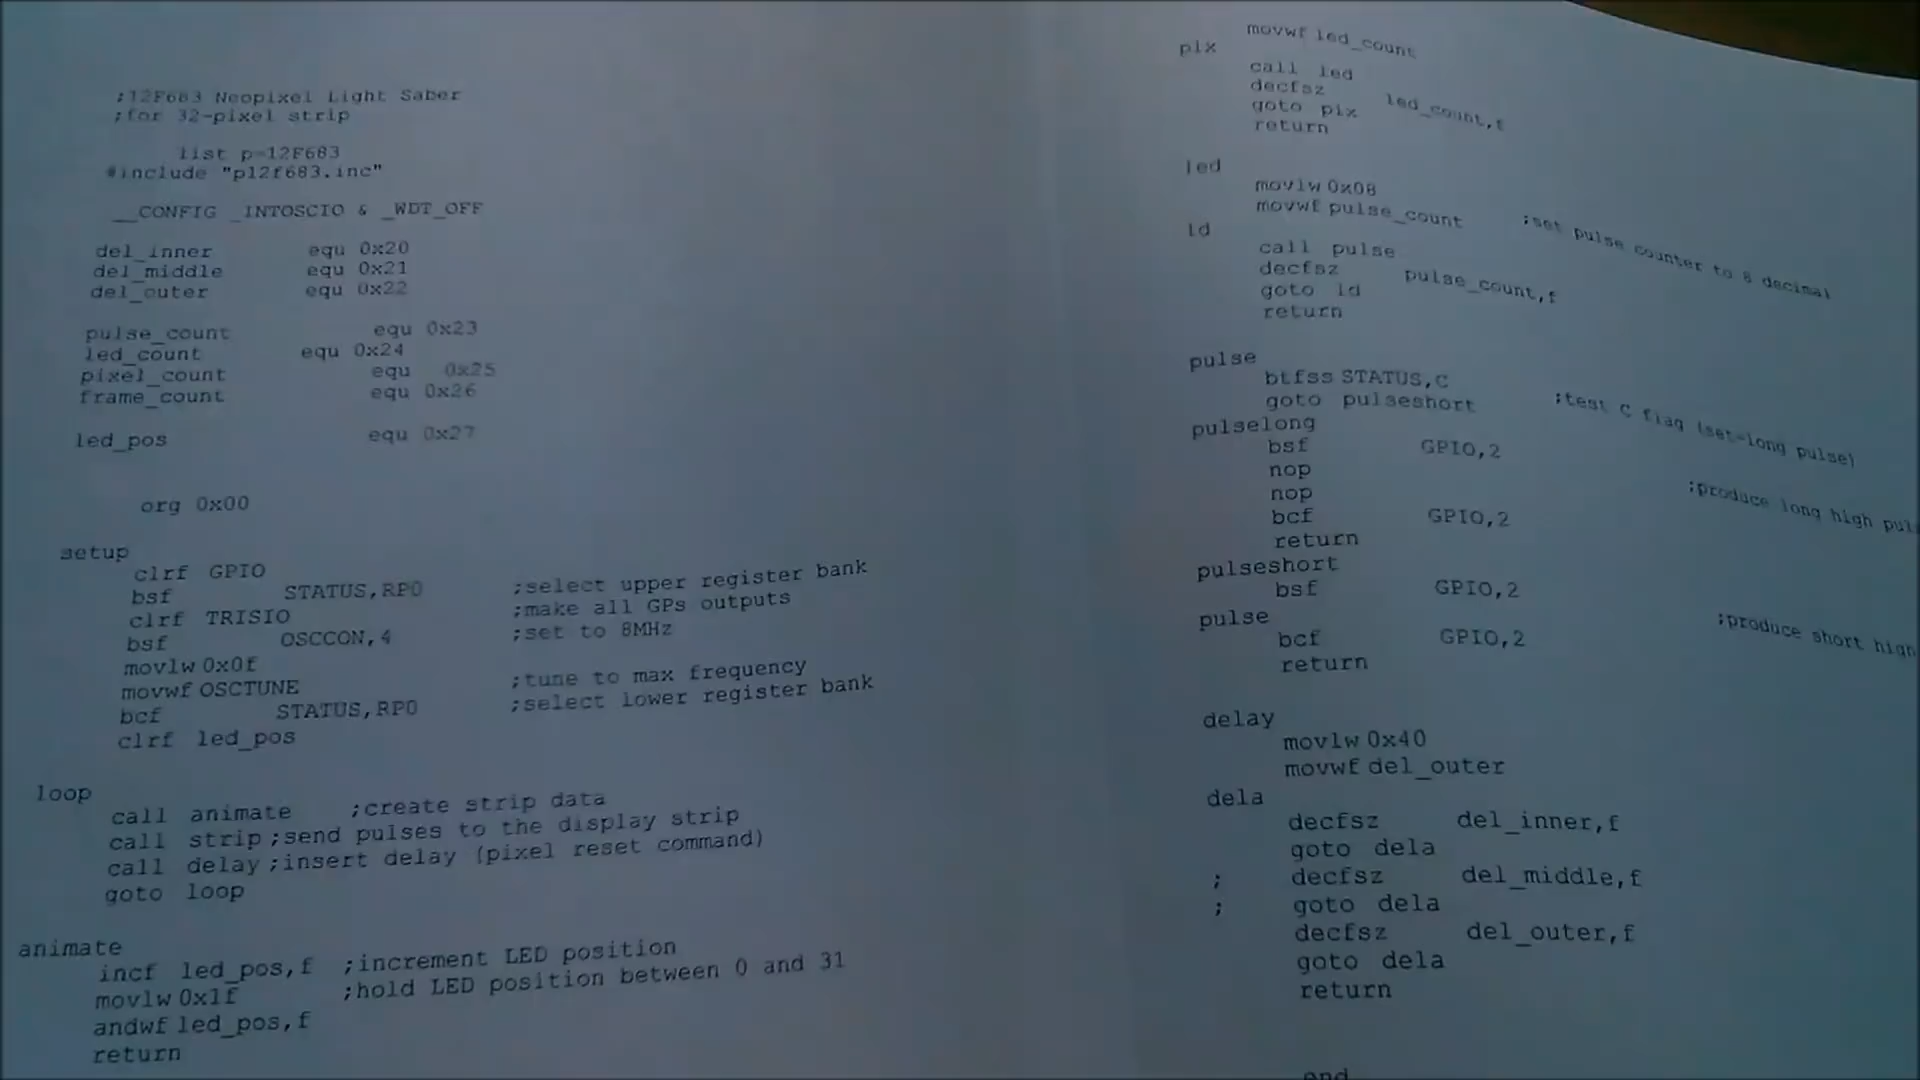 ;12F683 Neopixel Light Saber
;for 32-pixel strip
list p=12F683
#include "p12f683.inc"
__CONFIG _INTOSCIO & _WDT_OFF
del_inner equ 0x20
del_middle equ 0x21
del_outer equ 0x22
pulse_count equ 0x23
led_count equ 0x24
pixel_count equ 0x25
frame_count equ 0x26
led_pos equ 0x27
org 0x00
setup
clrf GPIO
bsf STATUS,RP0 ;select upper register bank
clrf TRISIO ;make all GPs outputs
bsf OSCCON,4 ;set to 8MHz
movlw 0x0f
movwf OSCTUNE ;tune to max frequency
bcf STATUS,RP0 ;select lower register bank
clrf led_pos
loop
call animate ;create strip data
call strip ;send pulses to the display strip
call delay ;insert delay (pixel reset command)
goto loop
animate
incf led_pos,f ;increment LED position
movlw 0x1f ;hold LED position between 0 and 31
andwf led_pos,f
return
movwf led_count
pix
call led
decfsz led_count,f
goto pix
return
led
movlw 0x08
movwf pulse_count ;set pulse counter to 8 decimal
ld
call pulse
decfsz pulse_count,f
goto ld
return
pulse
btfss STATUS,C
goto pulseshort ;test C flag (set=long pulse)
pulselong
bsf GPIO,2
nop
nop ;produce long high pul
bcf GPIO,2
return
pulseshort
bsf GPIO,2
pulse
bcf GPIO,2 ;produce short high
return
delay
movlw 0x40
movwf del_outer
dela
decfsz del_inner,f
goto dela
; decfsz del_middle,f
; goto dela
decfsz del_outer,f
goto dela
return
end